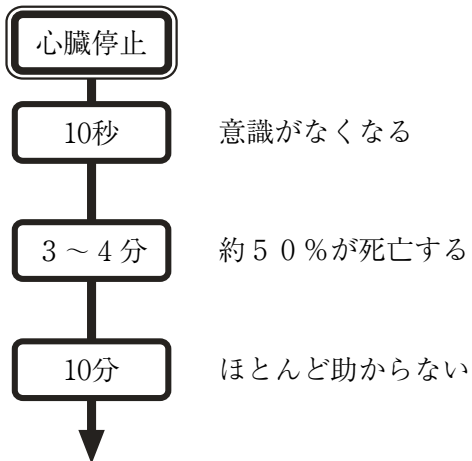 心臓停止
10秒 意識がなくなる
3～4分 約５０％が死亡する
10分 ほとんど助からない